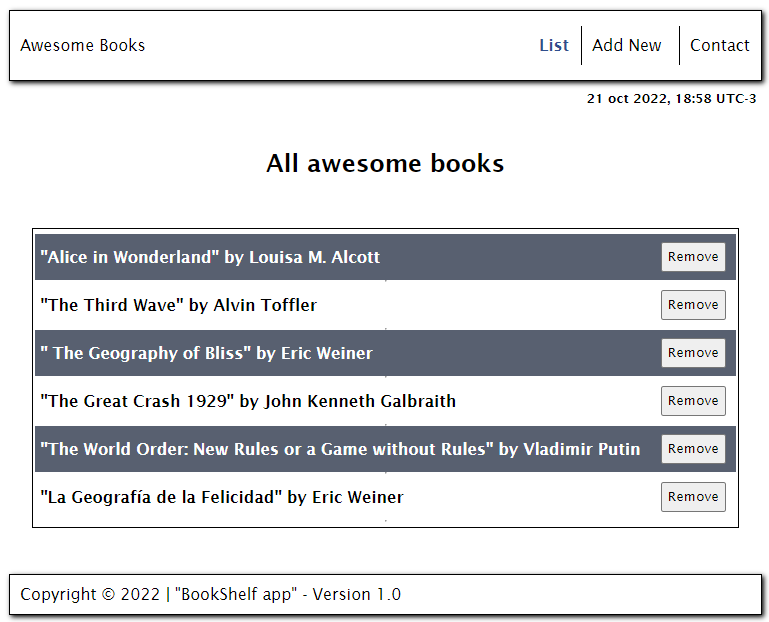 Awesome Books
List
Add New
Contact
21 oct 2022, 18:58 UTC-3
All awesome books
"Alice in Wonderland" by Louisa M. Alcott
Remove
"The Third Wave" by Alvin Toffler
Remove
" The Geography of Bliss" by Eric Weiner
Remove
"The Great Crash 1929" by John Kenneth Galbraith
Remove
"The World Order: New Rules or a Game without Rules" by Vladimir Putin
Remove
"La Geografía de la Felicidad" by Eric Weiner
Remove
Copyright © 2022 | "BookShelf app" - Version 1.0